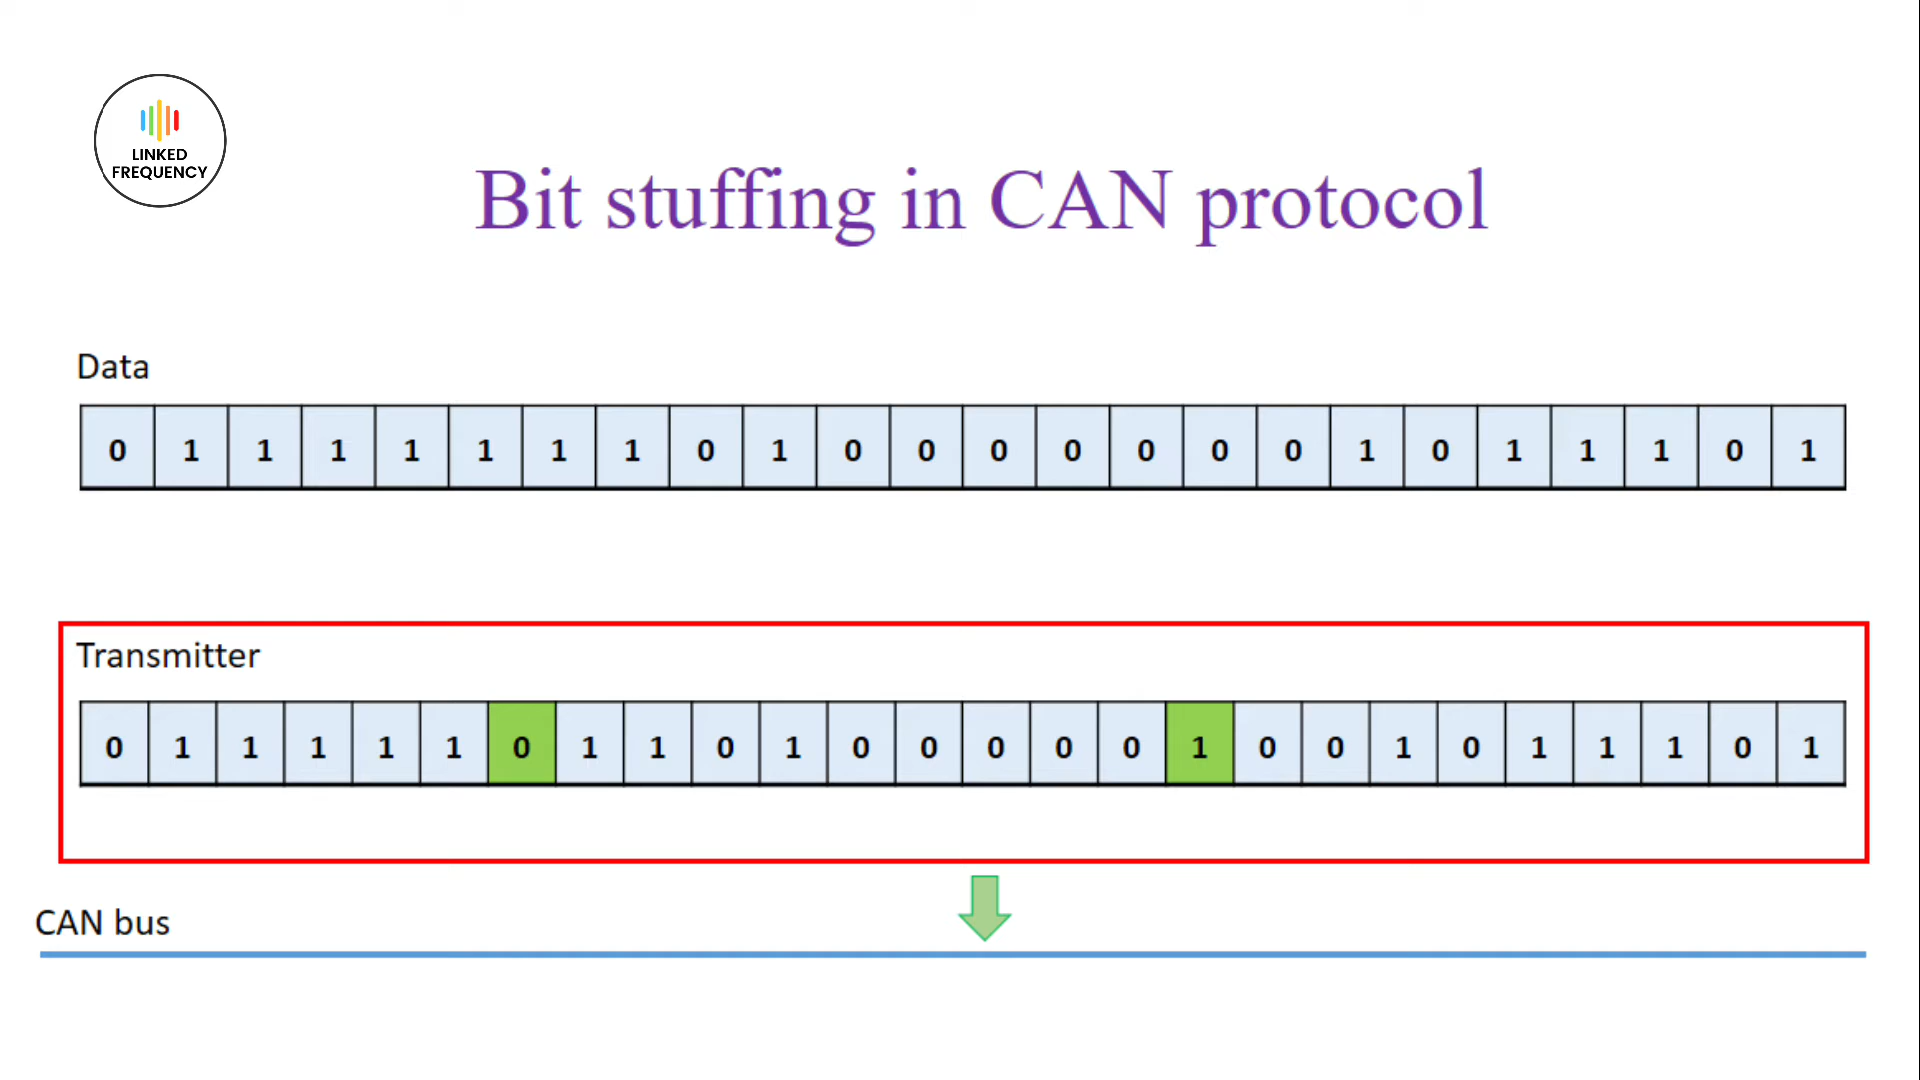 LINKED
FREQUENCY
Bit stuffing in CAN protocol
Data
0 1 1 1 1 1 1 1 0 1 0 0 0 0 0 0 0 1 0 1 1 1 0 1
Transmitter
0 1 1 1 1 1 0 1 1 0 1 0 0 0 0 0 1 0 0 1 0 1 1 1 0 1
CAN bus